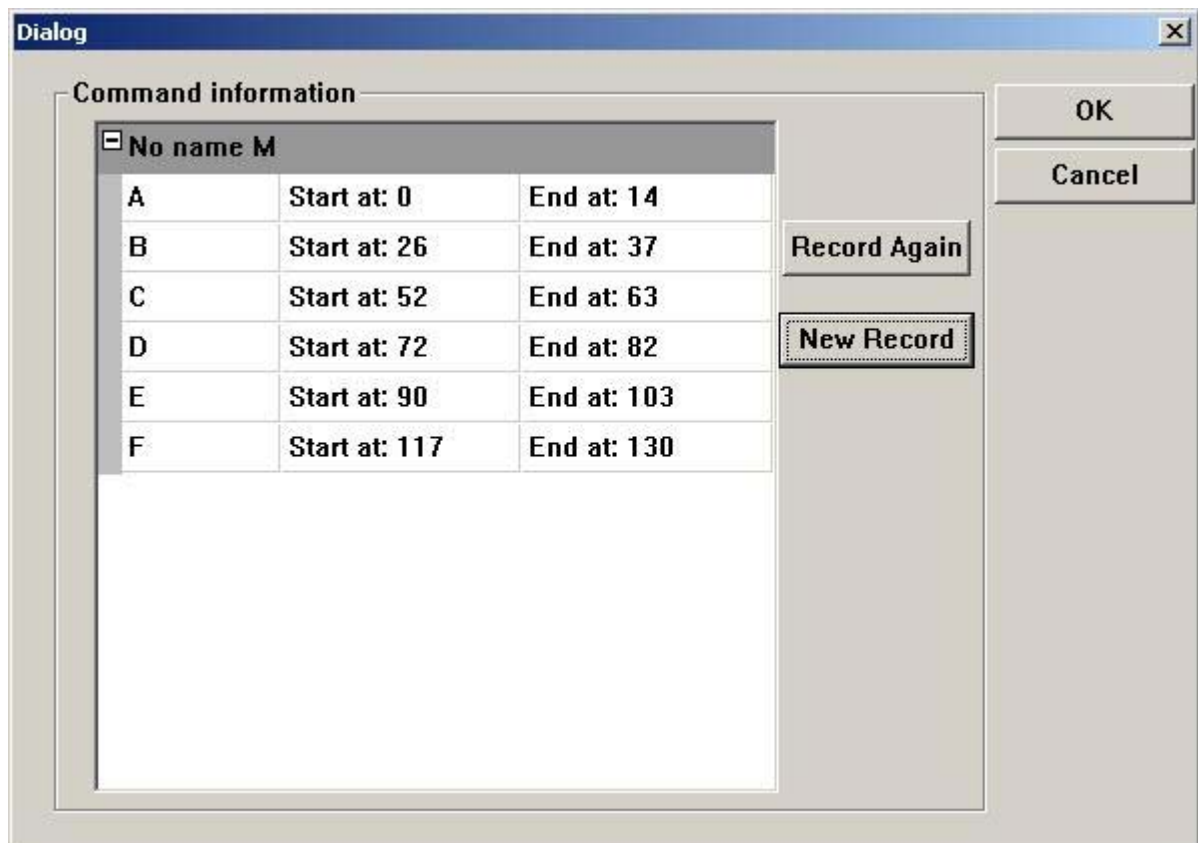 Dialog
Command information
OK
Cancel
No name M
A Start at: 0 End at: 14
B Start at: 26 End at: 37
C Start at: 52 End at: 63
D Start at: 72 End at: 82
E Start at: 90 End at: 103
F Start at: 117 End at: 130
Record Again
New Record